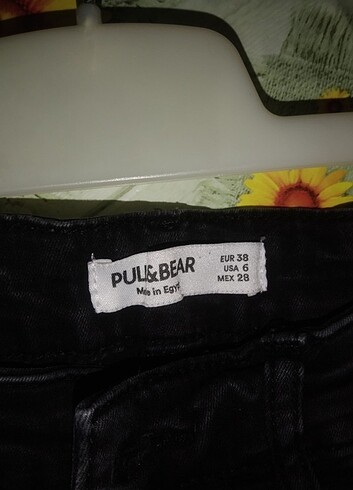 PULL&BEAR
Made in Egypt
EUR 38
USA 6
MEX 28